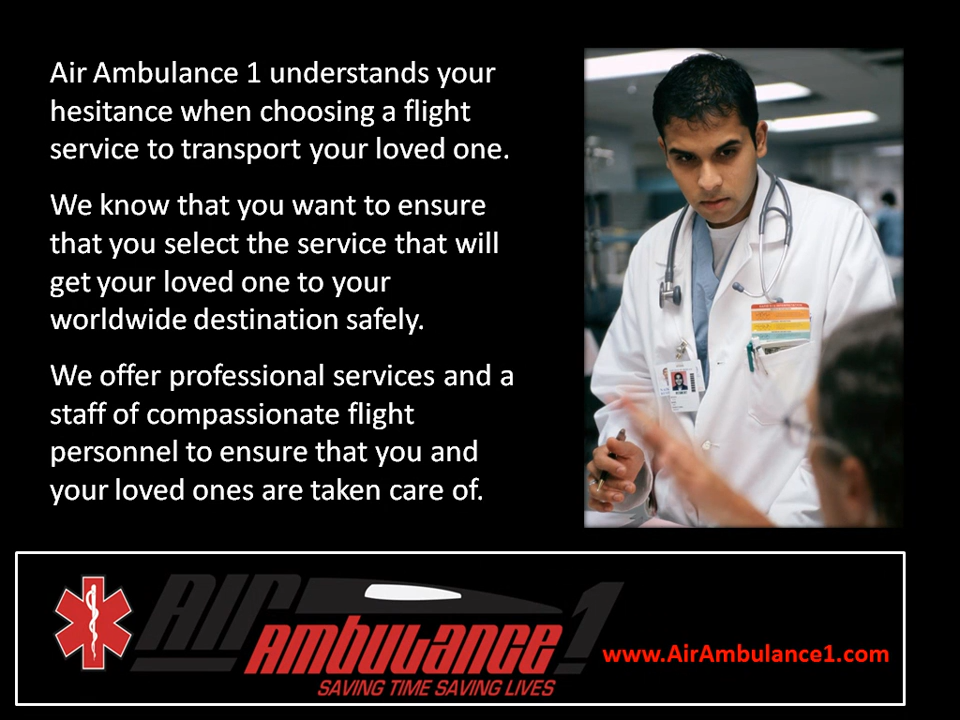 Air Ambulance 1 understands your
hesitance when choosing a flight
service to transport your loved one.
We know that you want to ensure
that you select the service that will
get your loved one to your
worldwide destination safely.
We offer professional services and a
staff of compassionate flight
personnel to ensure that you and
your loved ones are taken care of.
AIR 1
AMBULANCE
SAVING TIME SAVING LIVES
www.AirAmbulance1.com